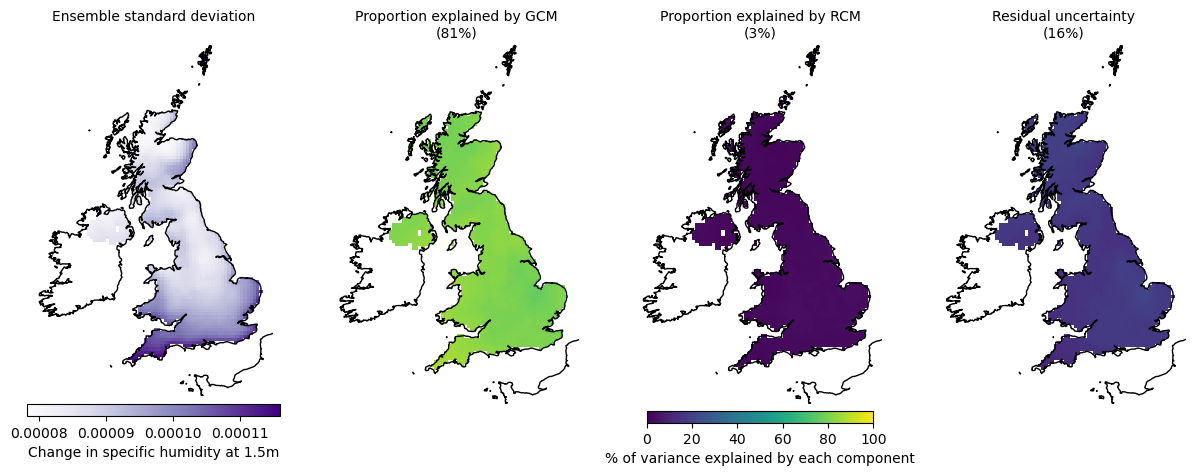 Ensemble standard deviation
Proportion explained by GCM
(81%)
Proportion explained by RCM
(3%)
Residual uncertainty
(16%)
0.00008 0.00009 0.00010 0.00011
Change in specific humidity at 1.5m
0 20 40 60 80 100
% of variance explained by each component